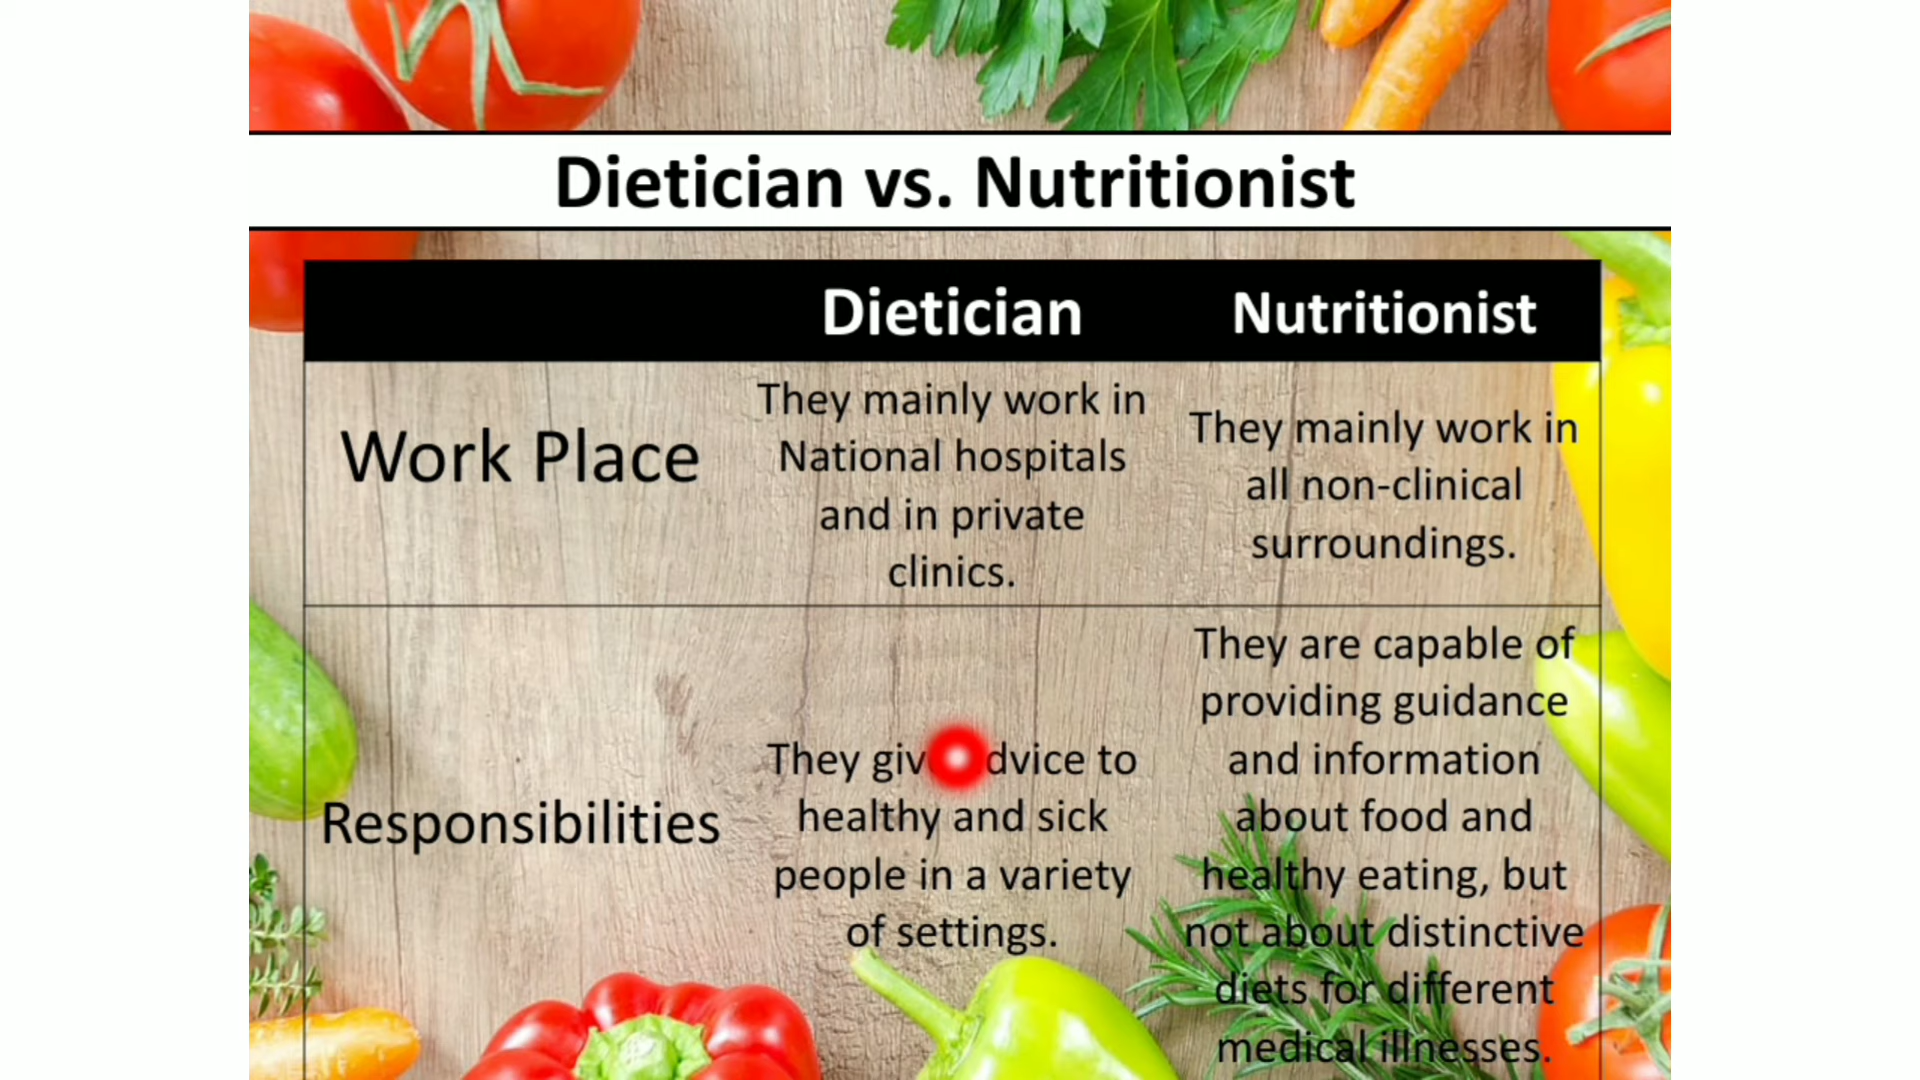 Dietician vs. Nutritionist
Dietician
Nutritionist
Work Place
They mainly work in
National hospitals
and in private
clinics.
They mainly work in
all non-clinical
surroundings.
Responsibilities
They giv dvice to
healthy and sick
people in a variety
of settings.
They are capable of
providing guidance
and information
about food and
healthy eating, but
not about distinctive
diets for different
medical illnesses.